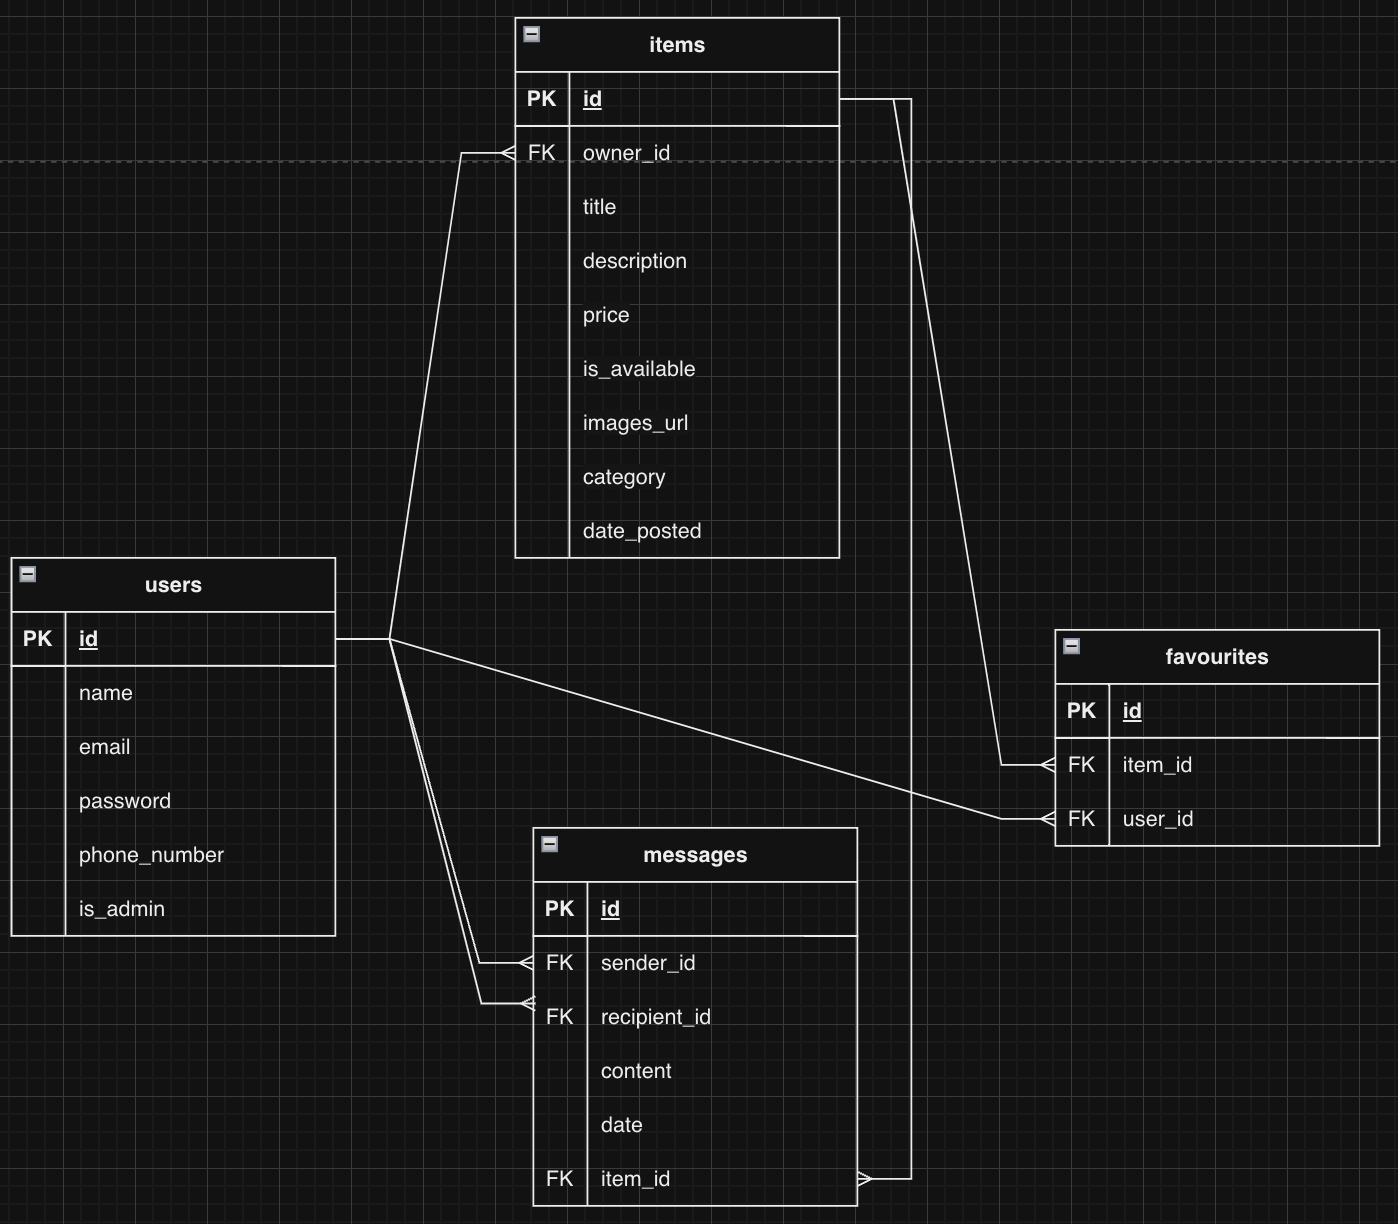 items
PK id
FK owner_id
title
description
price
is_available
images_url
category
date_posted
users
PK id
name
email
password
phone_number
is_admin
favourites
PK id
FK item_id
FK user_id
messages
PK id
FK sender_id
FK recipient_id
content
date
FK item_id